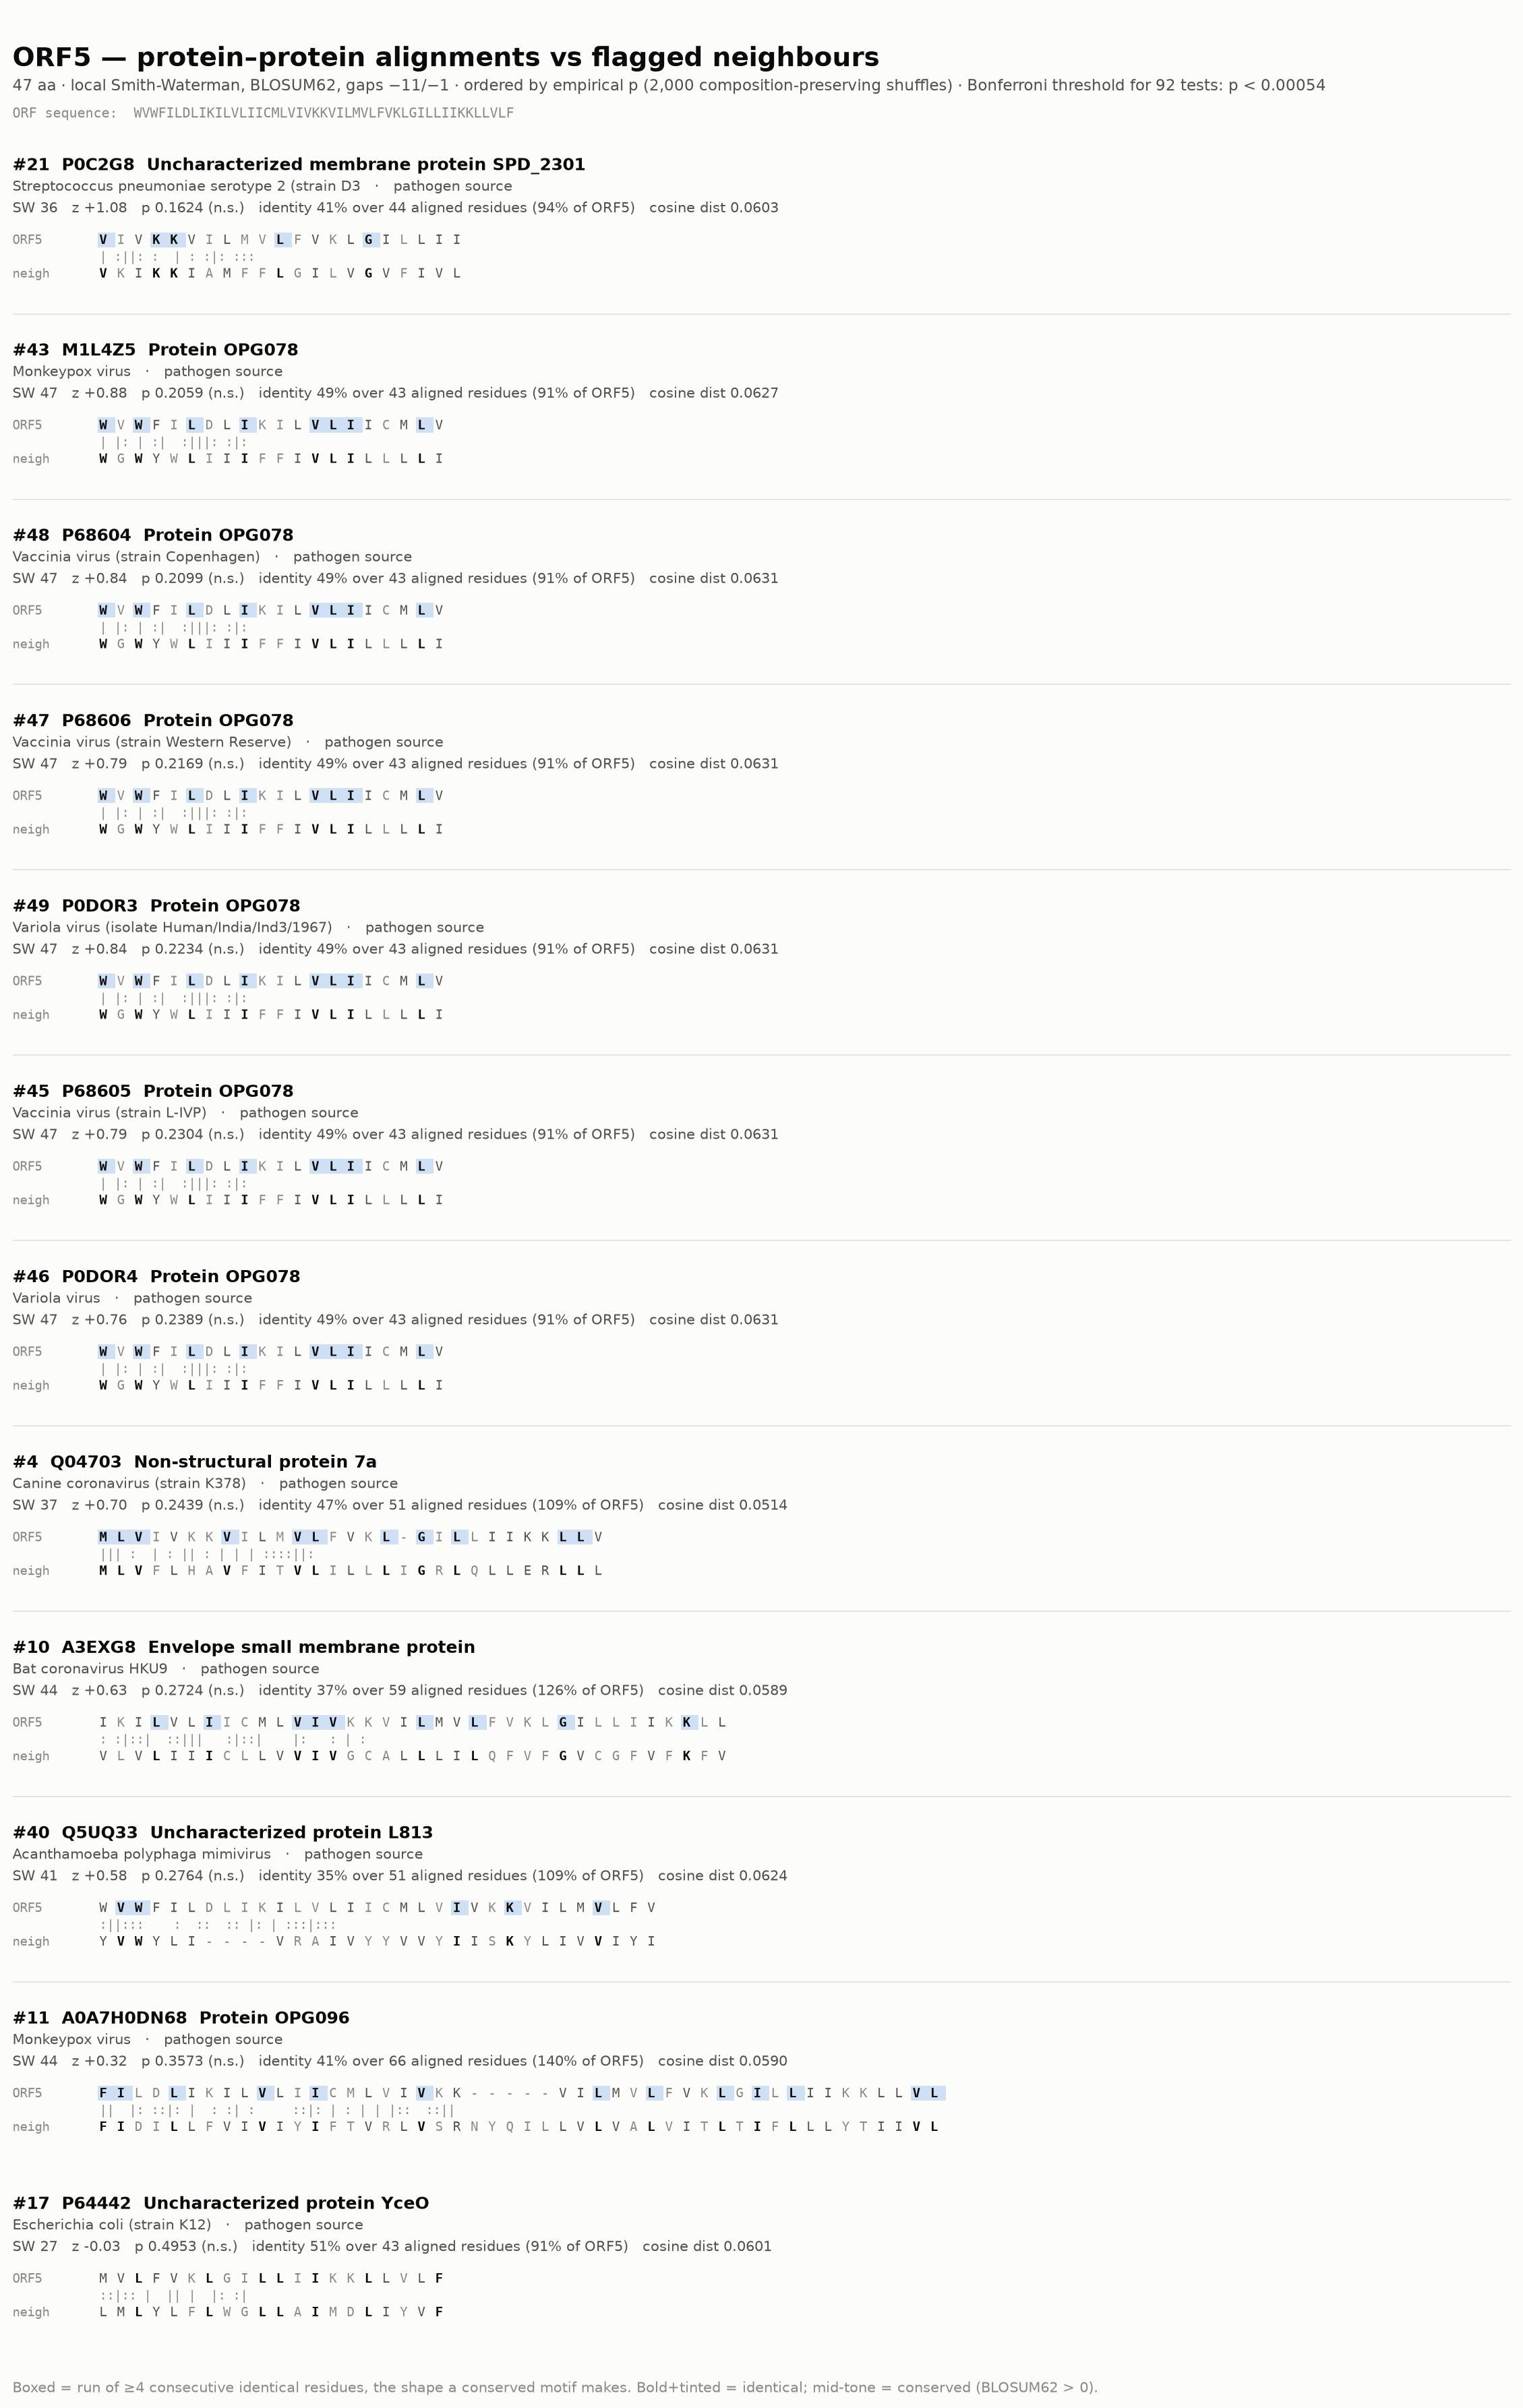 ORF5 — protein–protein alignments vs flagged neighbours
47 aa · local Smith-Waterman, BLOSUM62, gaps −11/−1 · ordered by empirical p (2,000 composition-preserving shuffles) · Bonferroni threshold for 92 tests: p < 0.00054
ORF sequence: WVWFILDLIKILVLIICMLVIVKKVILMVLFVKLGILLIIKKLLVLF
#21 P0C2G8 Uncharacterized membrane protein SPD_2301
Streptococcus pneumoniae serotype 2 (strain D3 · pathogen source
SW 36 z +1.08 p 0.1624 (n.s.) identity 41% over 44 aligned residues (94% of ORF5) cosine dist 0.0603
ORF5 V I V K K V I L M V L F V K L G I L L I I
| :||: :  | : :|: :::
neigh V K I K K I A M F F L G I L V G V F I V L
#43 M1L4Z5 Protein OPG078
Monkeypox virus · pathogen source
SW 47 z +0.88 p 0.2059 (n.s.) identity 49% over 43 aligned residues (91% of ORF5) cosine dist 0.0627
ORF5 W V W F I L D L I K I L V L I I C M L V
| |: | :|  :|||: :|:
neigh W G W Y W L I I I F F I V L I L L L L I
#48 P68604 Protein OPG078
Vaccinia virus (strain Copenhagen) · pathogen source
SW 47 z +0.84 p 0.2099 (n.s.) identity 49% over 43 aligned residues (91% of ORF5) cosine dist 0.0631
ORF5 W V W F I L D L I K I L V L I I C M L V
| |: | :|  :|||: :|:
neigh W G W Y W L I I I F F I V L I L L L L I
#47 P68606 Protein OPG078
Vaccinia virus (strain Western Reserve) · pathogen source
SW 47 z +0.79 p 0.2169 (n.s.) identity 49% over 43 aligned residues (91% of ORF5) cosine dist 0.0631
ORF5 W V W F I L D L I K I L V L I I C M L V
| |: | :|  :|||: :|:
neigh W G W Y W L I I I F F I V L I L L L L I
#49 P0DOR3 Protein OPG078
Variola virus (isolate Human/India/Ind3/1967) · pathogen source
SW 47 z +0.84 p 0.2234 (n.s.) identity 49% over 43 aligned residues (91% of ORF5) cosine dist 0.0631
ORF5 W V W F I L D L I K I L V L I I C M L V
| |: | :|  :|||: :|:
neigh W G W Y W L I I I F F I V L I L L L L I
#45 P68605 Protein OPG078
Vaccinia virus (strain L-IVP) · pathogen source
SW 47 z +0.79 p 0.2304 (n.s.) identity 49% over 43 aligned residues (91% of ORF5) cosine dist 0.0631
ORF5 W V W F I L D L I K I L V L I I C M L V
| |: | :|  :|||: :|:
neigh W G W Y W L I I I F F I V L I L L L L I
#46 P0DOR4 Protein OPG078
Variola virus · pathogen source
SW 47 z +0.76 p 0.2389 (n.s.) identity 49% over 43 aligned residues (91% of ORF5) cosine dist 0.0631
ORF5 W V W F I L D L I K I L V L I I C M L V
| |: | :|  :|||: :|:
neigh W G W Y W L I I I F F I V L I L L L L I
#4 Q04703 Non-structural protein 7a
Canine coronavirus (strain K378) · pathogen source
SW 37 z +0.70 p 0.2439 (n.s.) identity 47% over 51 aligned residues (109% of ORF5) cosine dist 0.0514
ORF5 M L V I V K K V I L M V L F V K L - G I L L I I K K L L V
||| :  | : || : | | | ::::||:
neigh M L V F L H A V F I T V L I L L L I G R L Q L L E R L L L
#10 A3EXG8 Envelope small membrane protein
Bat coronavirus HKU9 · pathogen source
SW 44 z +0.63 p 0.2724 (n.s.) identity 37% over 59 aligned residues (126% of ORF5) cosine dist 0.0589
ORF5 I K I L V L I I C M L V I V K K V I L M V L F V K L G I L L I I K K L L
: :|::|  ::|||   :|::|    |:   : | :
neigh V L V L I I I C L L V V I V G C A L L L I L Q F V F G V C G F V F K F V
#40 Q5UQ33 Uncharacterized protein L813
Acanthamoeba polyphaga mimivirus · pathogen source
SW 41 z +0.58 p 0.2764 (n.s.) identity 35% over 51 aligned residues (109% of ORF5) cosine dist 0.0624
ORF5 W V W F I L D L I K I L V L I I C M L V I V K K V I L M V L F V
:||:::    :  ::  :: |: | :::|:::
neigh Y V W Y L I - - - - V R A I V Y Y V V Y I I S K Y L I V V I Y I
#11 A0A7H0DN68 Protein OPG096
Monkeypox virus · pathogen source
SW 44 z +0.32 p 0.3573 (n.s.) identity 41% over 66 aligned residues (140% of ORF5) cosine dist 0.0590
ORF5 F I L D L I K I L V L I I C M L V I V K K - - - - - V I L M V L F V K L G I L L I I K K L L V L
||  |: ::|: |  : :| :     ::|: | : | | |::  ::||
neigh F I D I L L F V I V I Y I F T V R L V S R N Y Q I L L V L V A L V I T L T I F L L L Y T I I V L
#17 P64442 Uncharacterized protein YceO
Escherichia coli (strain K12) · pathogen source
SW 27 z -0.03 p 0.4953 (n.s.) identity 51% over 43 aligned residues (91% of ORF5) cosine dist 0.0601
ORF5 M V L F V K L G I L L I I K K L L V L F
::|:: |  || |  |: :|
neigh L M L Y L F L W G L L A I M D L I Y V F
Boxed = run of ≥4 consecutive identical residues, the shape a conserved motif makes. Bold+tinted = identical; mid-tone = conserved (BLOSUM62 > 0).